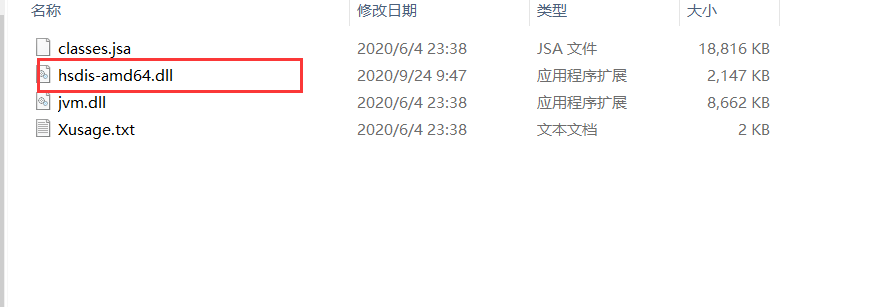 名称 修改日期 类型 大小
classes.jsa 2020/6/4 23:38 JSA 文件 18,816 KB
hsdis-amd64.dll 2020/9/24 9:47 应用程序扩展 2,147 KB
jvm.dll 2020/6/4 23:38 应用程序扩展 8,662 KB
Xusage.txt 2020/6/4 23:38 文本文档 2 KB